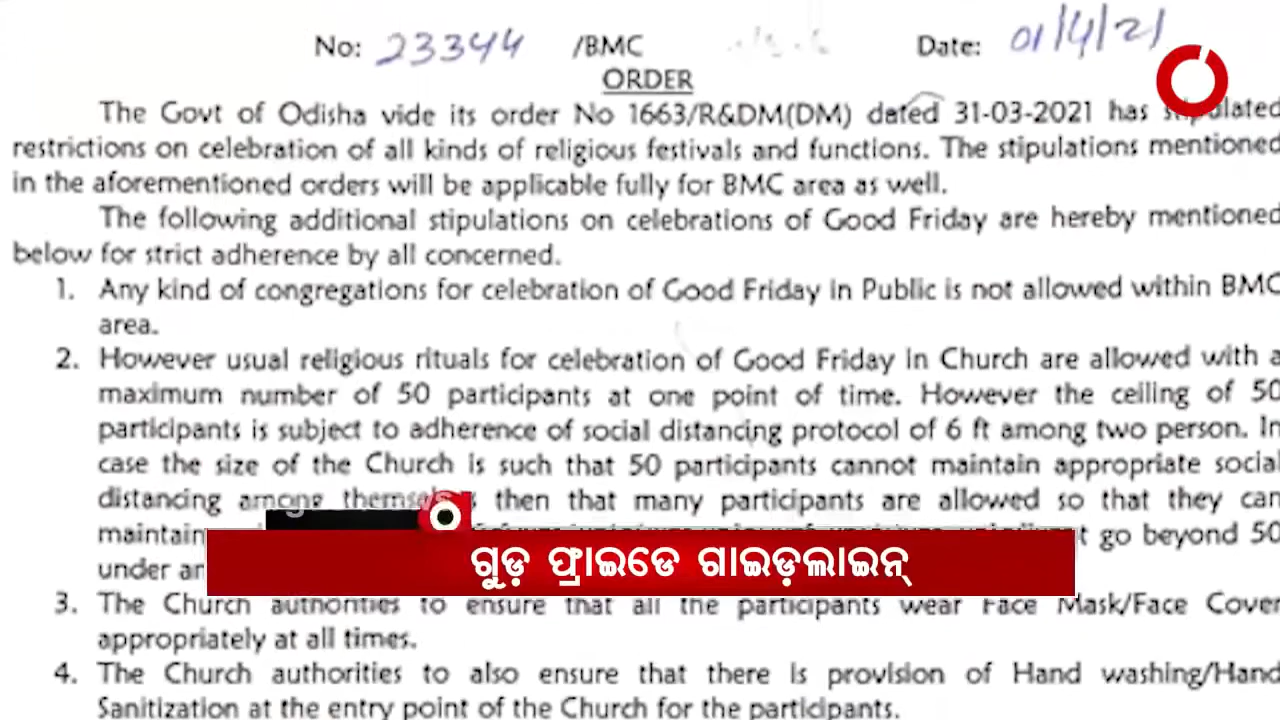 No: 23344 /BMC Date: 01/4/21
ORDER
The Govt of Odisha vide its order No 1663/R&DM(DM) dated 31-03-2021 has stipulated
restrictions on celebration of all kinds of religious festivals and functions. The stipulations mentioned
in the aforementioned orders will be applicable fully for BMC area as well.
The following additional stipulations on celebrations of Good Friday are hereby mentioned
below for strict adherence by all concerned.
1. Any kind of congregations for celebration of Good Friday in Public is not allowed within BMC
area.
2. However usual religious rituals for celebration of Good Friday in Church are allowed with a
maximum number of 50 participants at one point of time. However the ceiling of 50
participants is subject to adherence of social distancing protocol of 6 ft among two person. In
case the size of the Church is such that 50 participants cannot maintain appropriate social
distancing among themselves then that many participants are allowed so that they can
maintain go beyond 50
under
ଗୁଡ଼ ଫ୍ରାଇଡେ ଗାଇଡ଼ଲାଇନ୍
3. The Church authorities to ensure that all the participants wear Face Mask/Face Cover
appropriately at all times.
4. The Church authorities to also ensure that there is provision of Hand washing/Hand
Sanitization at the entry point of the Church for the participants.